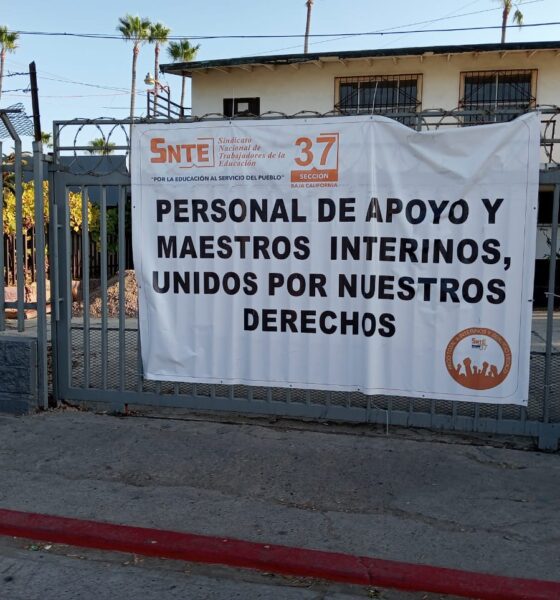 SNTE
Sindicato
Nacional de
Trabajadores de la
Educación
37
SECCIÓN
BAJA CALIFORNIA
"POR LA EDUCACIÓN AL SERVICIO DEL PUEBLO"
PERSONAL DE APOYO Y
MAESTROS INTERINOS,
UNIDOS POR NUESTROS
DERECHOS
SNTE